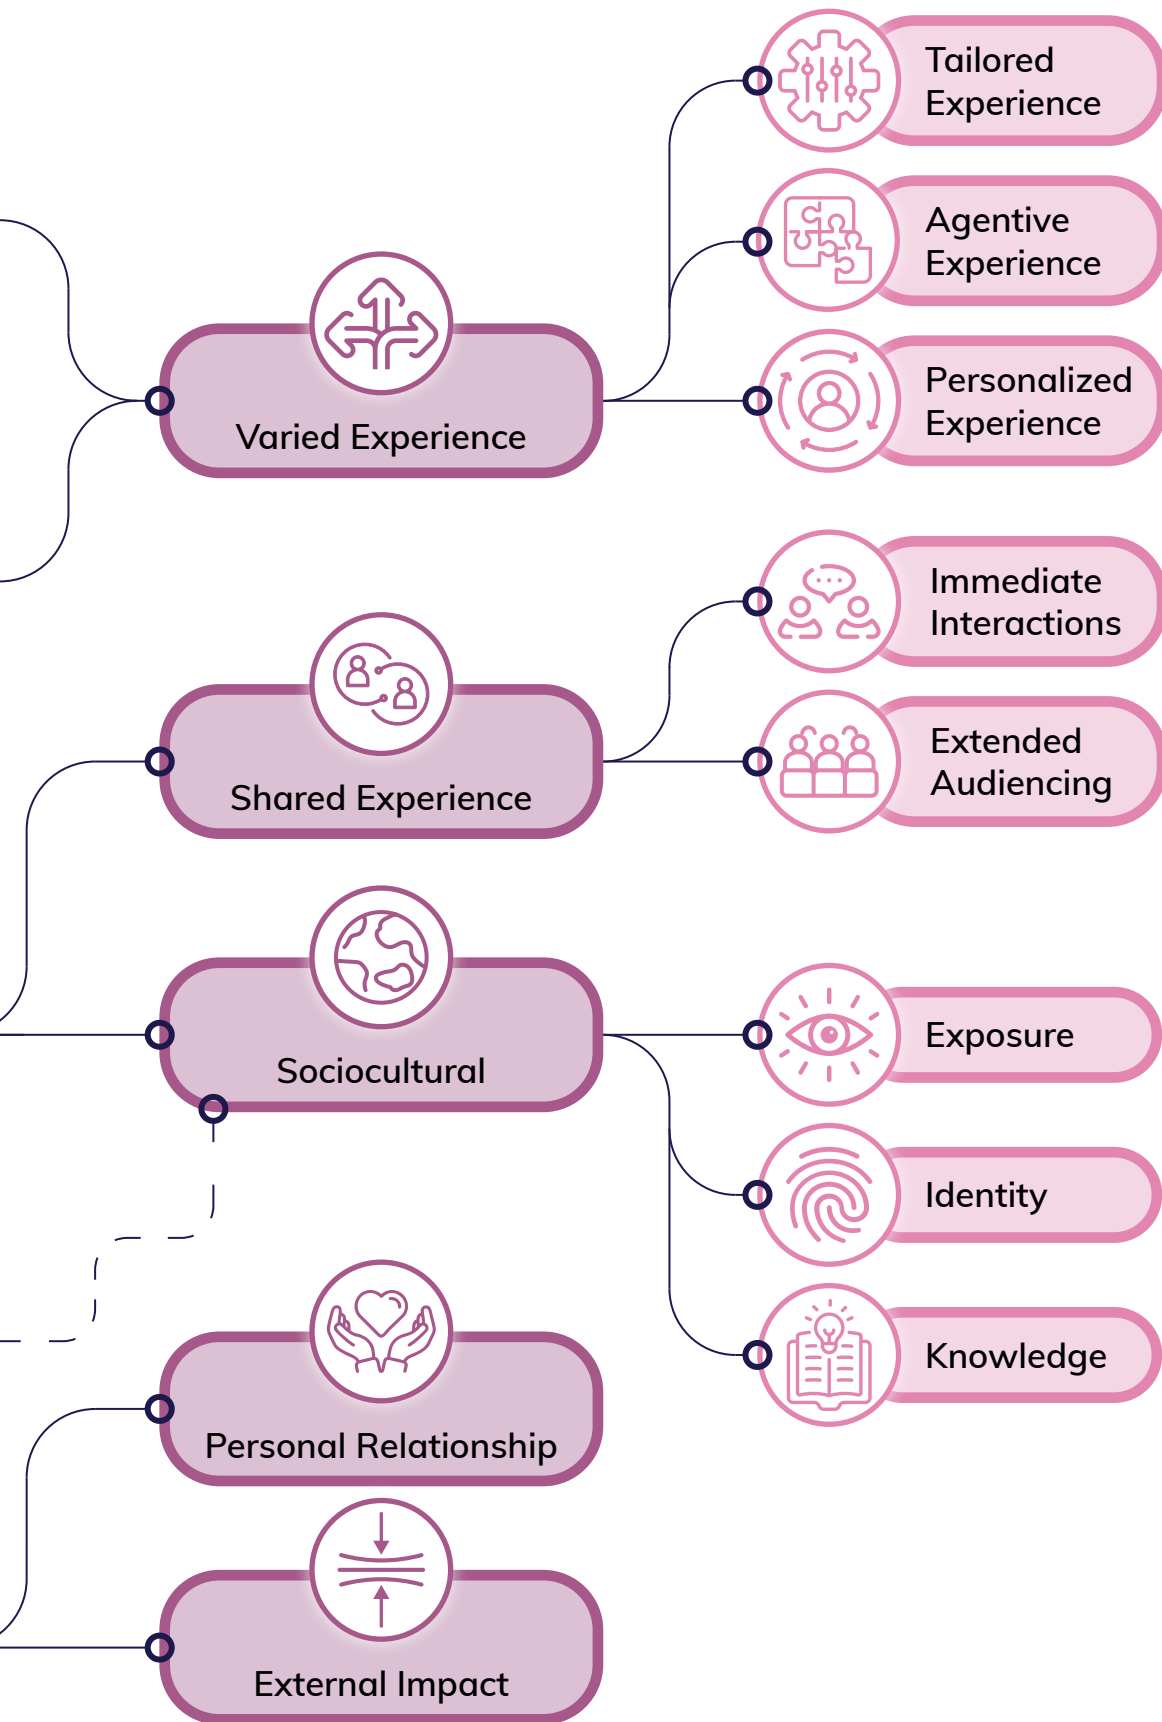 Tailored
Experience
Agentive
Experience
Personalized
Experience
Varied Experience
Immediate
Interactions
Extended
Audiencing
Shared Experience
Exposure
Sociocultural
Identity
Knowledge
Personal Relationship
External Impact